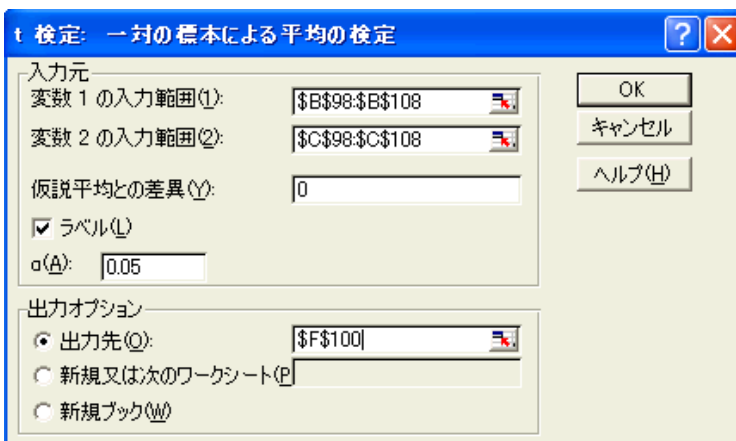 t 検定: 一対の標本による平均の検定
入力元
変数 1 の入力範囲(1): $B$98:$B$108
変数 2 の入力範囲(2): $C$98:$C$108
仮説平均との差異(Y): 0
ラベル(L)
α(A): 0.05
出力オプション
出力先(O): $F$100
新規又は次のワークシート(P
新規ブック(W)
OK
キャンセル
ヘルプ(H)